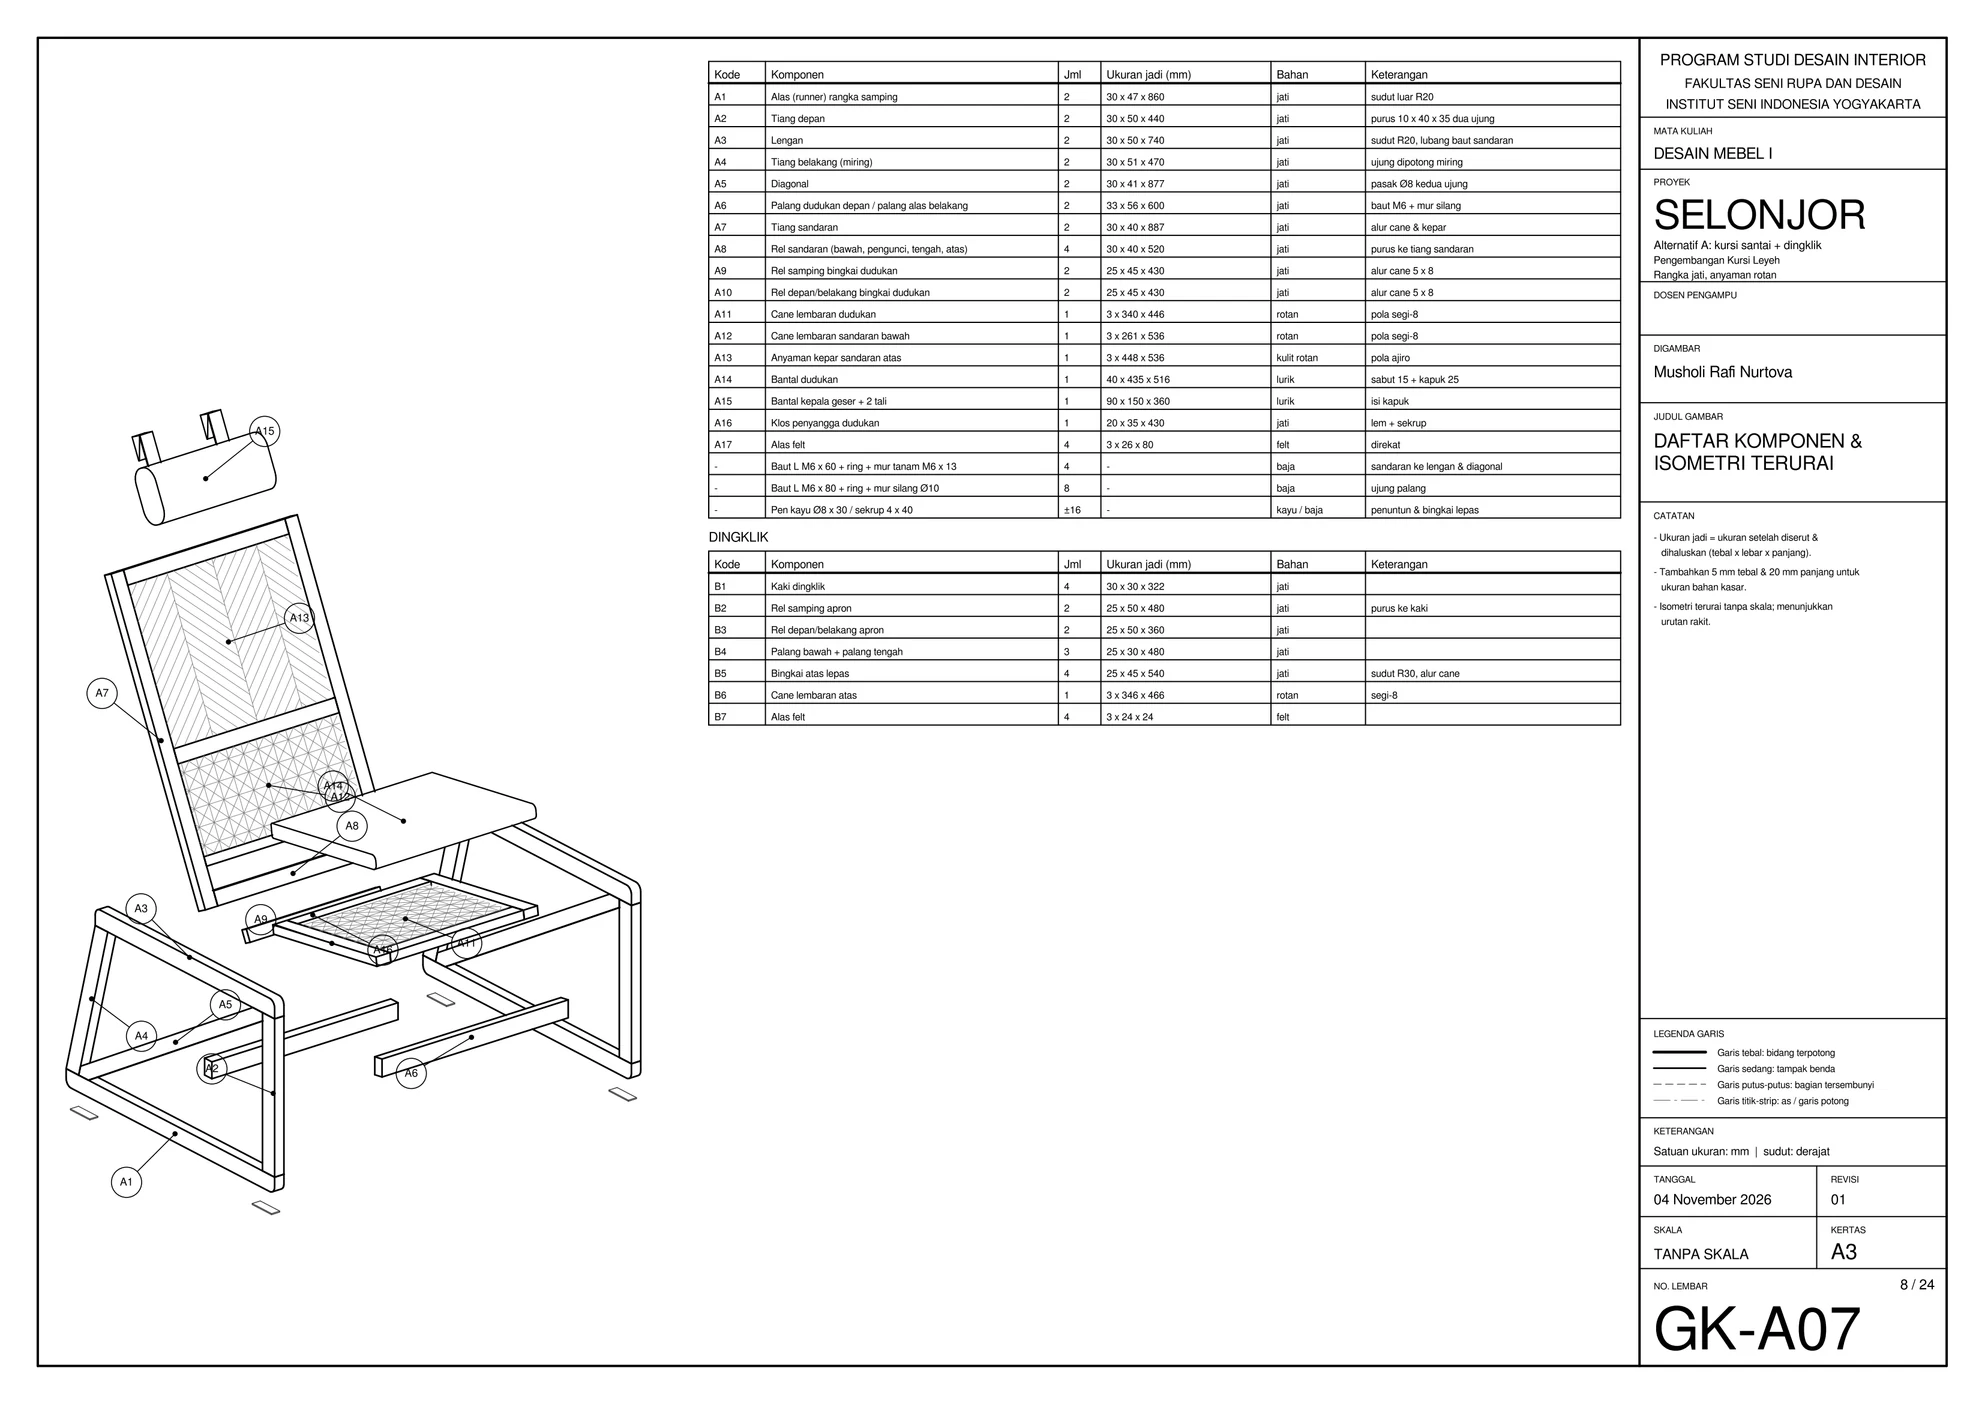 Kode Komponen Jml Ukuran jadi (mm) Bahan Keterangan
A1 Alas (runner) rangka samping 2 30 x 47 x 860 jati sudut luar R20
A2 Tiang depan 2 30 x 50 x 440 jati purus 10 x 40 x 35 dua ujung
A3 Lengan 2 30 x 50 x 740 jati sudut R20, lubang baut sandaran
A4 Tiang belakang (miring) 2 30 x 51 x 470 jati ujung dipotong miring
A5 Diagonal 2 30 x 41 x 877 jati pasak Ø8 kedua ujung
A6 Palang dudukan depan / palang alas belakang 2 33 x 56 x 600 jati baut M6 + mur silang
A7 Tiang sandaran 2 30 x 40 x 887 jati alur cane & kepar
A8 Rel sandaran (bawah, pengunci, tengah, atas) 4 30 x 40 x 520 jati purus ke tiang sandaran
A9 Rel samping bingkai dudukan 2 25 x 45 x 430 jati alur cane 5 x 8
A10 Rel depan/belakang bingkai dudukan 2 25 x 45 x 430 jati alur cane 5 x 8
A11 Cane lembaran dudukan 1 3 x 340 x 446 rotan pola segi-8
A12 Cane lembaran sandaran bawah 1 3 x 261 x 536 rotan pola segi-8
A13 Anyaman kepar sandaran atas 1 3 x 448 x 536 kulit rotan pola ajiro
A14 Bantal dudukan 1 40 x 435 x 516 lurik sabut 15 + kapuk 25
A15 Bantal kepala geser + 2 tali 1 90 x 150 x 360 lurik isi kapuk
A16 Klos penyangga dudukan 1 20 x 35 x 430 jati lem + sekrup
A17 Alas felt 4 3 x 26 x 80 felt direkat
- Baut L M6 x 60 + ring + mur tanam M6 x 13 4 - baja sandaran ke lengan & diagonal
- Baut L M6 x 80 + ring + mur silang Ø10 8 - baja ujung palang
- Pen kayu Ø8 x 30 / sekrup 4 x 40 ±16 - kayu / baja penuntun & bingkai lepas
DINGKLIK
Kode Komponen Jml Ukuran jadi (mm) Bahan Keterangan
B1 Kaki dingklik 4 30 x 30 x 322 jati
B2 Rel samping apron 2 25 x 50 x 480 jati purus ke kaki
B3 Rel depan/belakang apron 2 25 x 50 x 360 jati
B4 Palang bawah + palang tengah 3 25 x 30 x 480 jati
B5 Bingkai atas lepas 4 25 x 45 x 540 jati sudut R30, alur cane
B6 Cane lembaran atas 1 3 x 346 x 466 rotan segi-8
B7 Alas felt 4 3 x 24 x 24 felt
A15
A13
A7
A14
A12
A8
A3
A9
A16
A11
A5
A4
A2
A6
A1
PROGRAM STUDI DESAIN INTERIOR
FAKULTAS SENI RUPA DAN DESAIN
INSTITUT SENI INDONESIA YOGYAKARTA
MATA KULIAH
DESAIN MEBEL I
PROYEK
SELONJOR
Alternatif A: kursi santai + dingklik
Pengembangan Kursi Leyeh
Rangka jati, anyaman rotan
DOSEN PENGAMPU
DIGAMBAR
Musholi Rafi Nurtova
JUDUL GAMBAR
DAFTAR KOMPONEN &
ISOMETRI TERURAI
CATATAN
- Ukuran jadi = ukuran setelah diserut &
dihaluskan (tebal x lebar x panjang).
- Tambahkan 5 mm tebal & 20 mm panjang untuk
ukuran bahan kasar.
- Isometri terurai tanpa skala; menunjukkan
urutan rakit.
LEGENDA GARIS
Garis tebal: bidang terpotong
Garis sedang: tampak benda
Garis putus-putus: bagian tersembunyi
Garis titik-strip: as / garis potong
KETERANGAN
Satuan ukuran: mm | sudut: derajat
TANGGAL REVISI
04 November 2026 01
SKALA KERTAS
TANPA SKALA A3
NO. LEMBAR 8 / 24
GK-A07